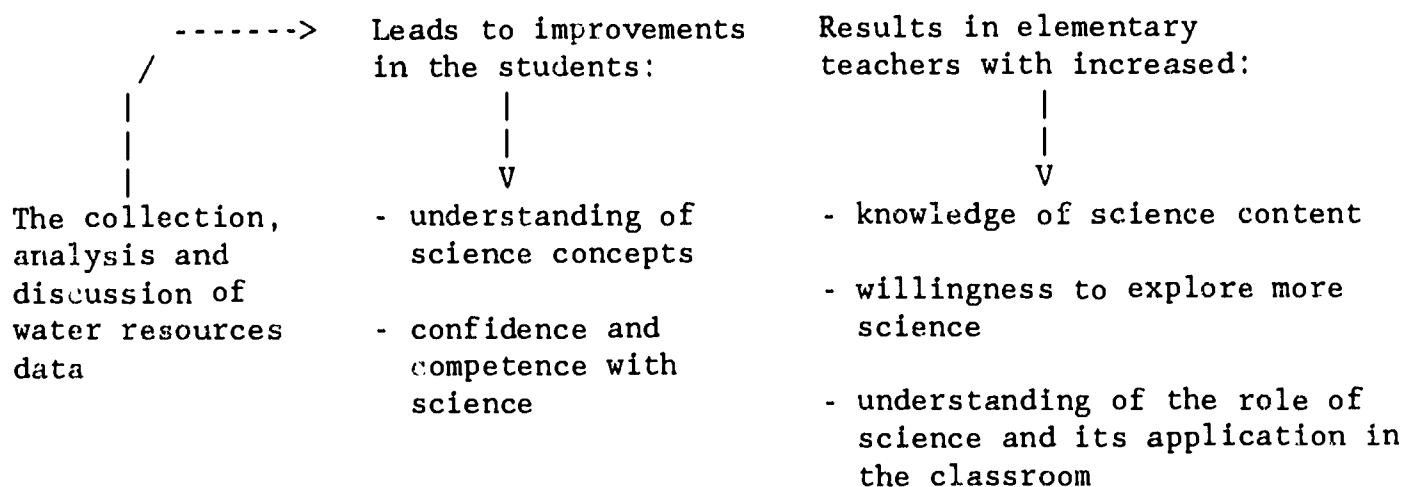 ------->
Leads to improvements
in the students:
Results in elementary
teachers with increased:
The collection,
analysis and
discussion of
water resources
data
V
- understanding of
science concepts
- confidence and
competence with
science
V
- knowledge of science content
- willingness to explore more
science
- understanding of the role of
science and its application in
the classroom